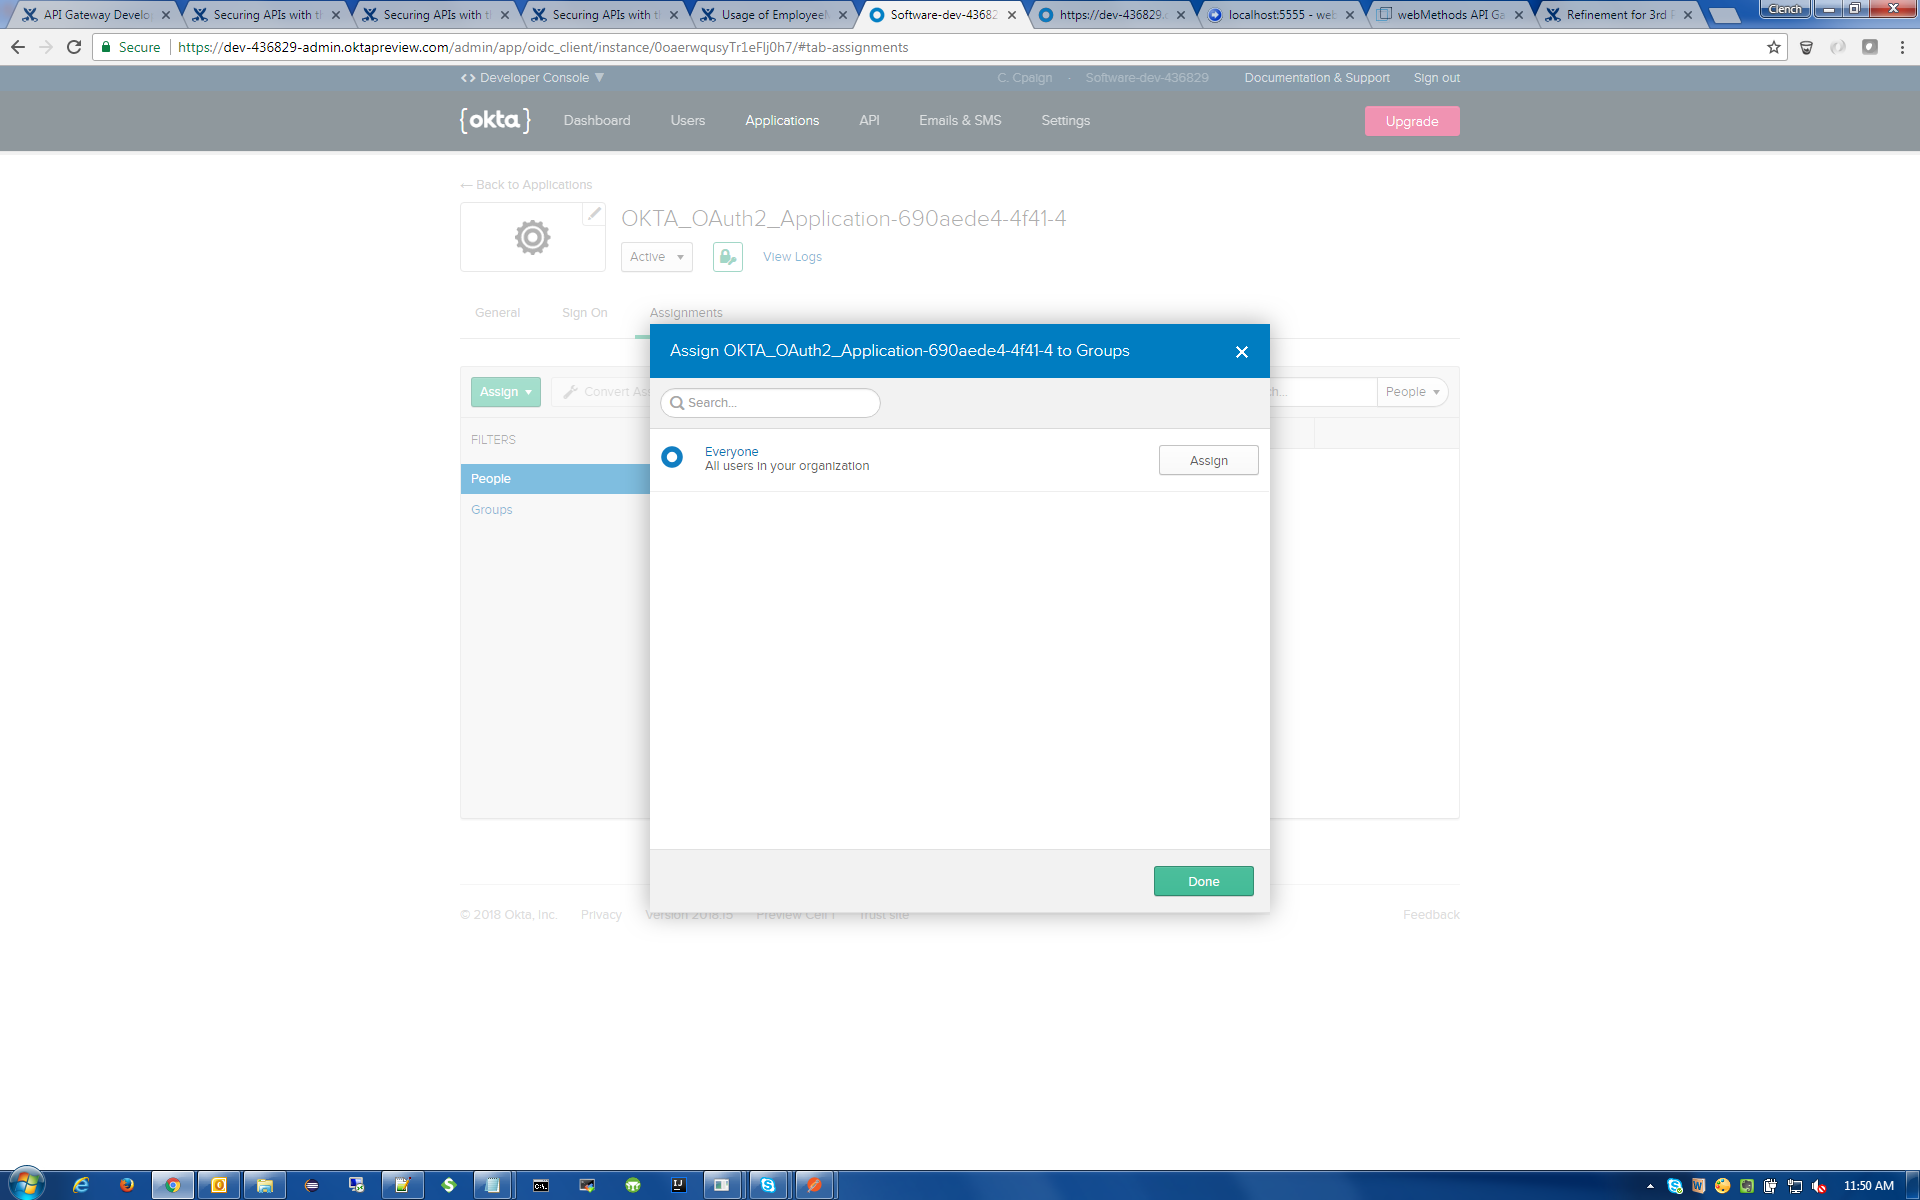 API Gateway Develo
Securing APIs with t
Securing APIs with t
Securing APIs with t
Usage of Employee
Software-dev-43682
https://dev-436829.
localhost:5555 - web
webMethods API Ga
Refinement for 3rd
Clench
Secure
https://dev-436829-admin.oktapreview.com/admin/app/oidc_client/instance/0oaerwqusyTr1eFlj0h7/#tab-assignments
<> Developer Console ▼
C. Cpaign - Software-dev-436829
Documentation & Support
Sign out
{okta}
Dashboard
Users
Applications
API
Emails & SMS
Settings
Upgrade
← Back to Applications
OKTA_OAuth2_Application-690aede4-4f41-4
Active
View Logs
General
Sign On
Assignments
Assign OKTA_OAuth2_Application-690aede4-4f41-4 to Groups
Assign
Convert As
Search...
People
FILTERS
Everyone
All users in your organization
Assign
People
Groups
Done
© 2018 Okta, Inc.
Privacy
Version 2018.15
Preview Cell 1
Trust site
Feedback
11:50 AM